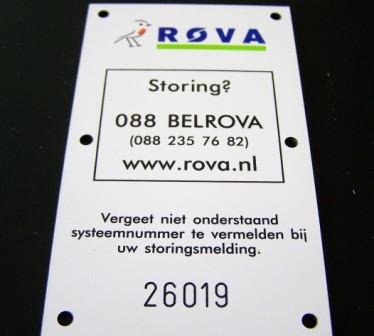 ROVA
Storing?
088 BELROVA
(088 235 76 82)
www.rova.nl
Vergeet niet onderstaand
systeemnummer te vermelden bij
uw storingsmelding.
26019